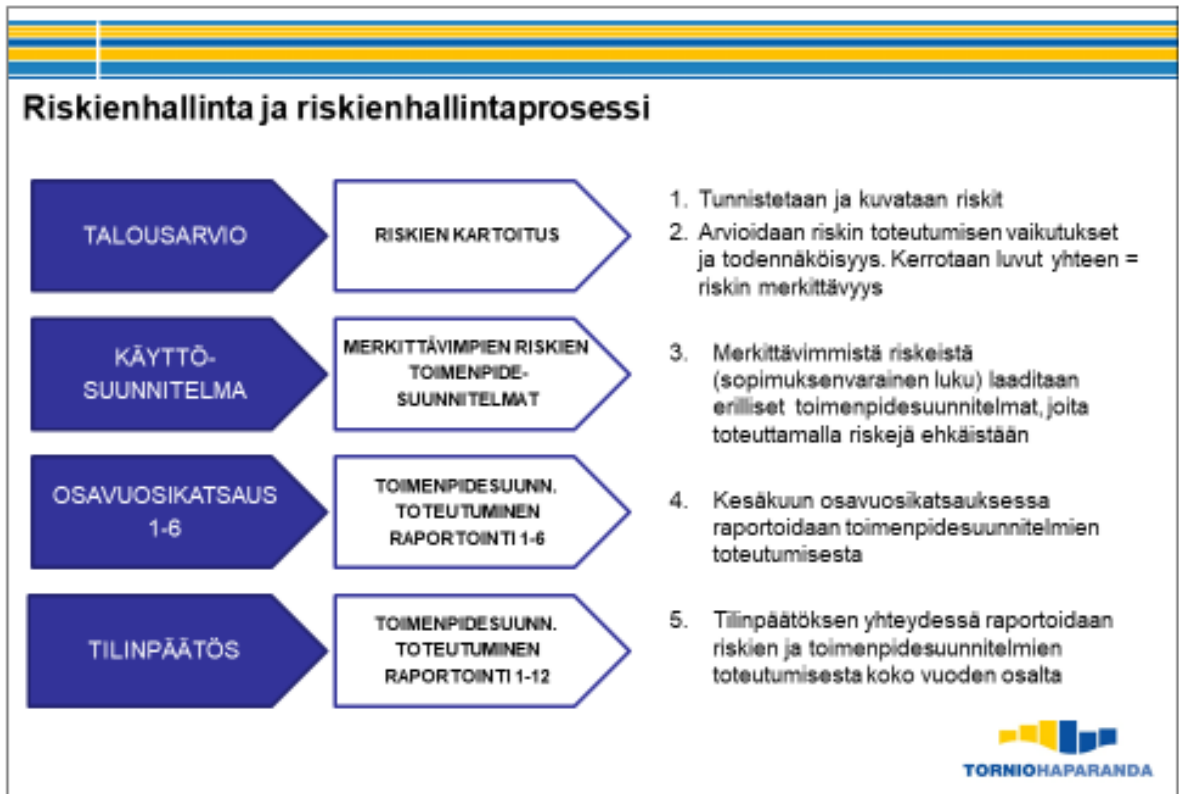 Riskienhallinta ja riskienhallintaprosessi
TALOUSARVIO
RISKIEN KARTOITUS
1. Tunnistetaan ja kuvataan riskit
2. Arvioidaan riskin toteutumisen vaikutukset
ja todennäköisyys. Kerrotaan luvut yhteen =
riskin merkittävyys
KÄYTTÖ-
SUUNNITELMA
MERKITTÄVIMPIEN RISKIEN
TOIMENPIDE-
SUUNNITELMAT
3. Merkittävimmistä riskeistä
(sopimuksenvarainen luku) laaditaan
erilliset toimenpidesuunnitelmat, joita
toteuttamalla riskejä ehkäistään
OSAVUOSIKATSAUS
1-6
TOIMENPIDESUUNN.
TOTEUTUMINEN
RAPORTOINTI 1-6
4. Kesäkuun osavuosikatsauksessa
raportoidaan toimenpidesuunnitelmien
toteutumisesta
TILINPÄÄTÖS
TOIMENPIDESUUNN.
TOTEUTUMINEN
RAPORTOINTI 1-12
5. Tilinpäätöksen yhteydessä raportoidaan
riskien ja toimenpidesuunnitelmien
toteutumisesta koko vuoden osalta
TORNIOHAPARANDA